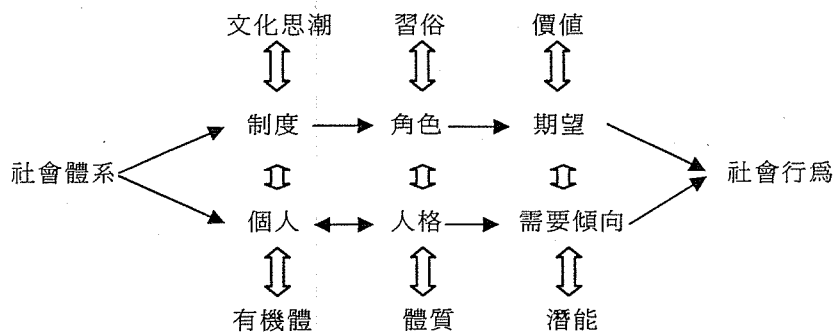 文化思潮 習俗 價值
制度 角色 期望
社會體系 社會行爲
個人 人格 需要傾向
有機體 體質 潛能